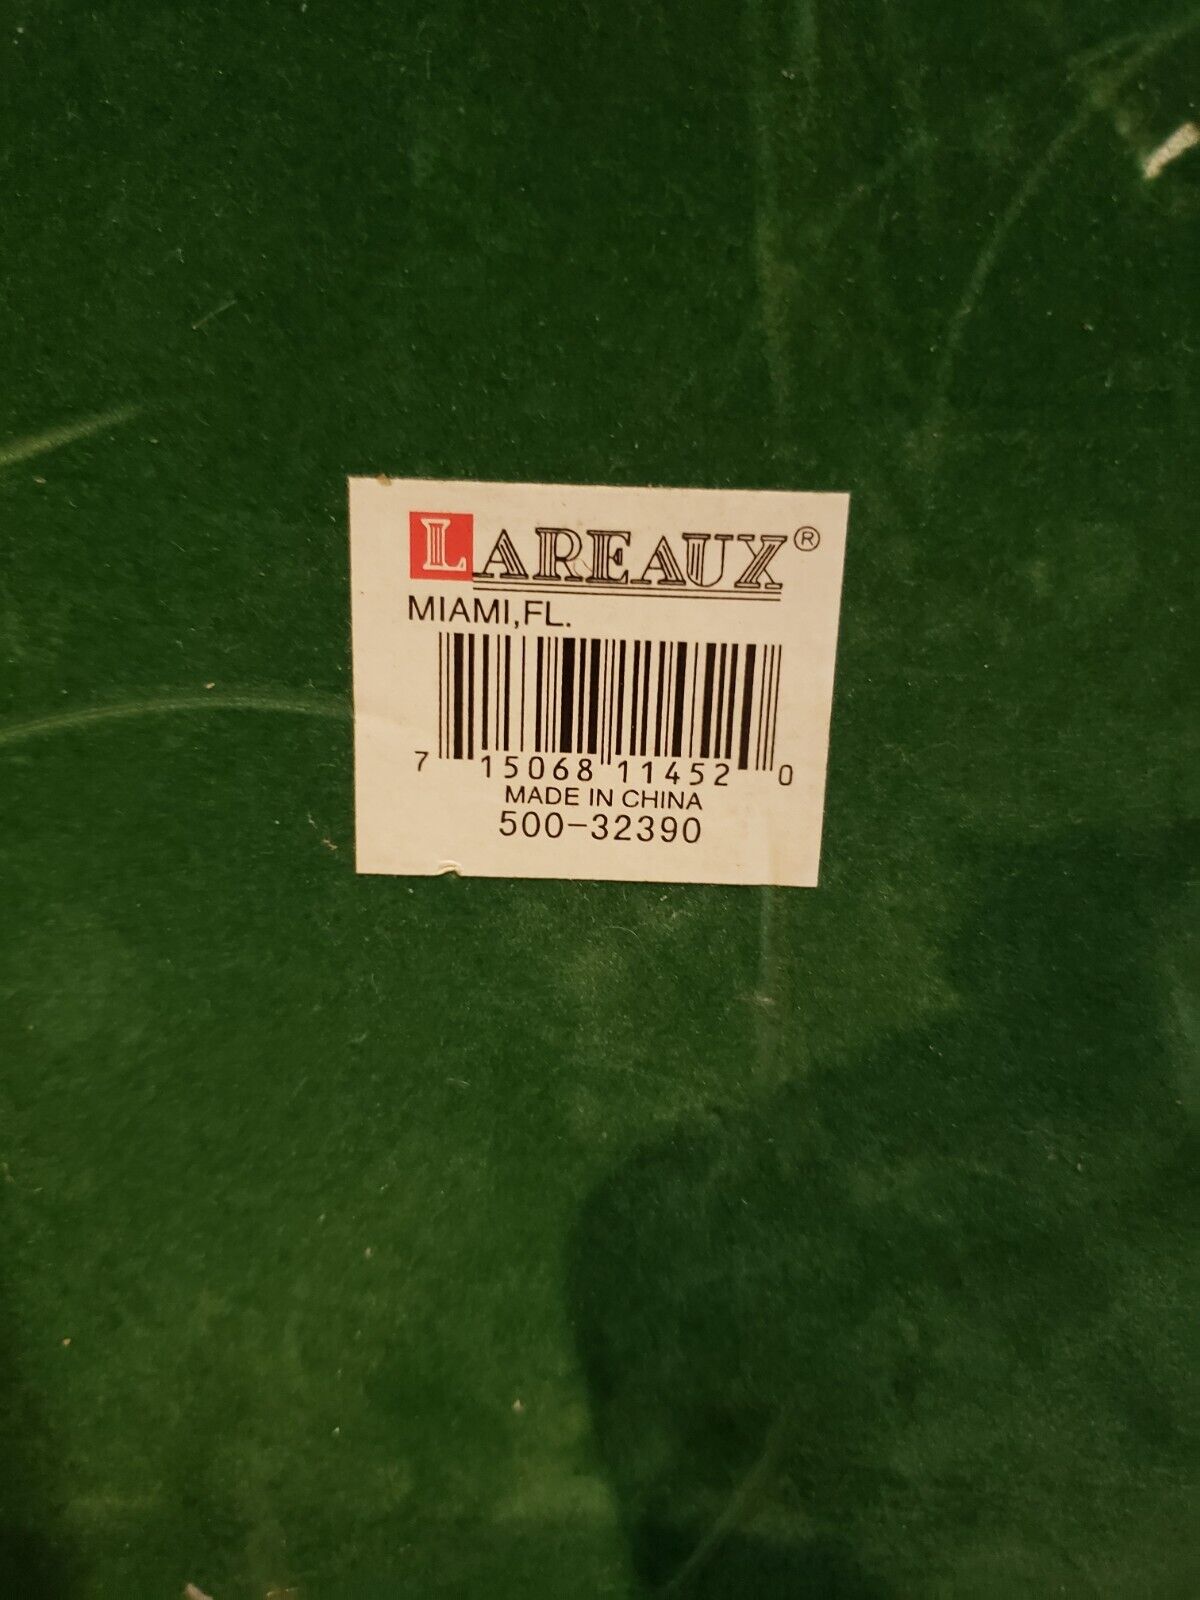 LAREAUX®
MIAMI,FL.
7 15068 11452 0
MADE IN CHINA
500-32390